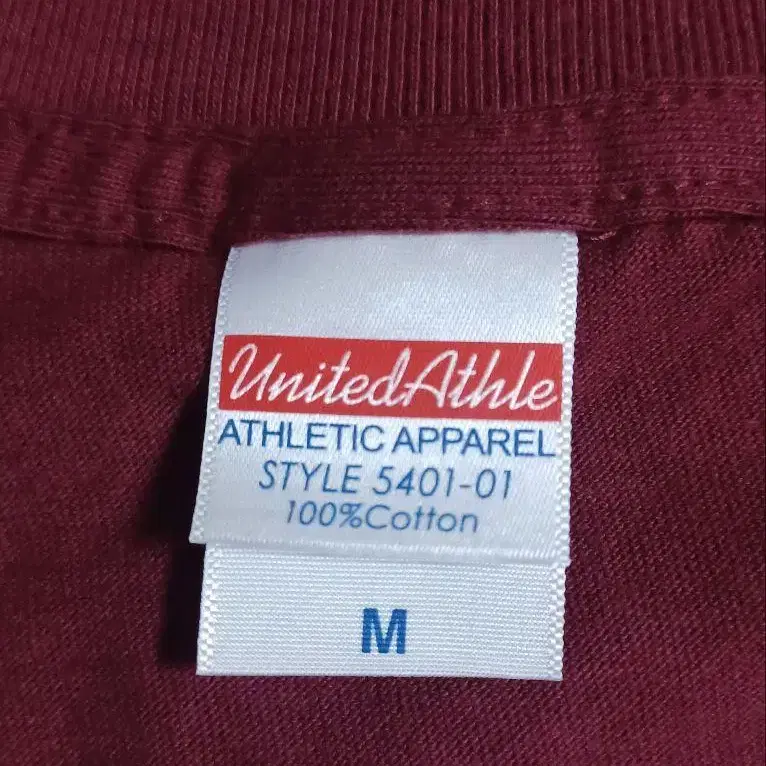 UnitedAthle
ATHLETIC APPAREL
STYLE 5401-01
100%Cotton
M